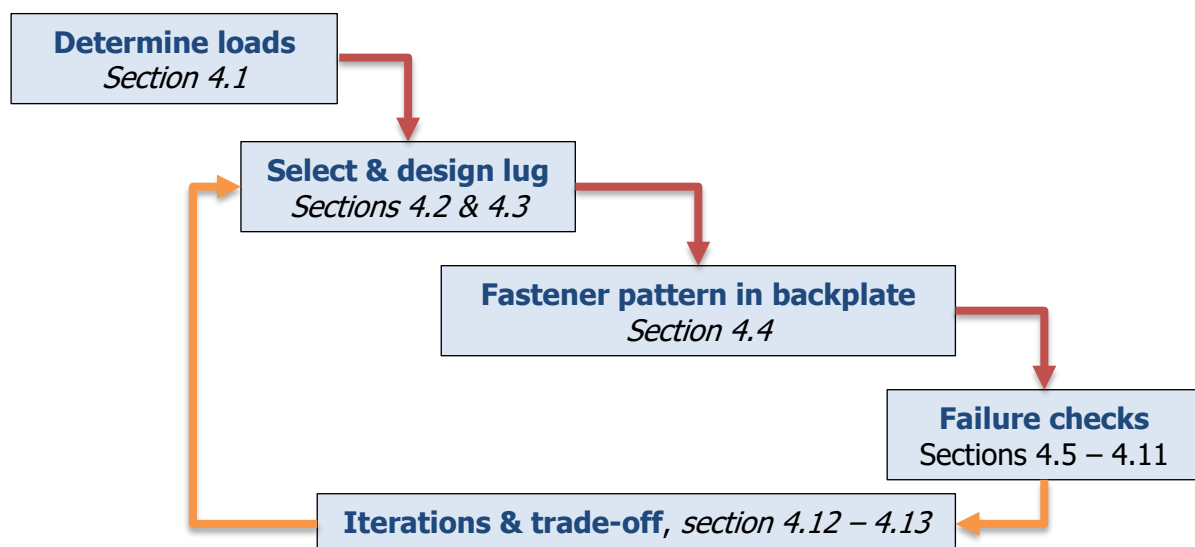 Determine loads
Section 4.1
Select & design lug
Sections 4.2 & 4.3
Fastener pattern in backplate
Section 4.4
Failure checks
Sections 4.5 – 4.11
Iterations & trade-off, section 4.12 – 4.13